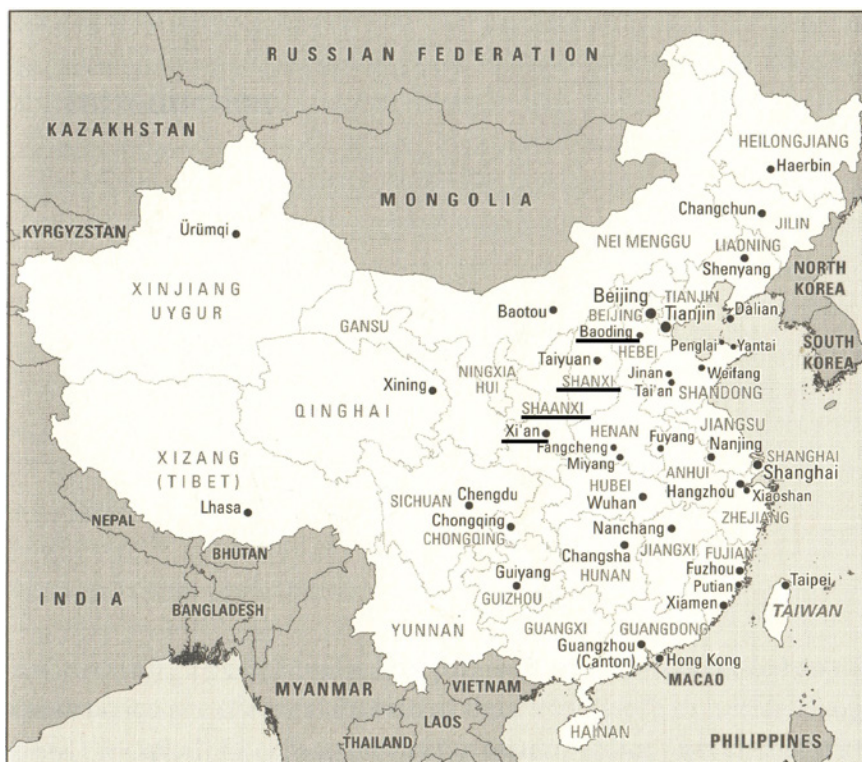 RUSSIAN FEDERATION
KAZAKHSTAN
HEILONGJIANG
Haerbin
MONGOLIA
Changchun
JILIN
KYRGYZSTAN
Ürümqi
NEI MENGGU
LIAONING
Shenyang
NORTH
KOREA
XINJIANG
UYGUR
Beijing
TIANJIN
Baotou
BEIJING
Tianjin
Dalian
GANSU
Baoding
HEBEI
Penglai
Yantai
SOUTH
KOREA
Taiyuan
NINGXIA
HUI
Jinan
Weifang
Xining
SHANXI
Tai'an
SHANDONG
QINGHAI
SHAANXI
JIANGSU
Xi'an
HENAN
Fuyang
Nanjing
Fangcheng
SHANGHAI
XIZANG
(TIBET)
Miyang
ANHUI
Shanghai
SICHUAN
Chengdu
HUBEI
Wuhan
Hangzhou
Xiaoshan
Lhasa
ZHEJIANG
NEPAL
Chongqing
CHONGQING
Nanchang
BHUTAN
Changsha
JIANGXI
FUJIAN
HUNAN
Fuzhou
Guiyang
Putian
Taipei
INDIA
GUIZHOU
Xiamen
BANGLADESH
TAIWAN
YUNNAN
GUANGXI
GUANGDONG
Guangzhou
(Canton)
Hong Kong
MACAO
MYANMAR
VIETNAM
LAOS
HAINAN
THAILAND
PHILIPPINES